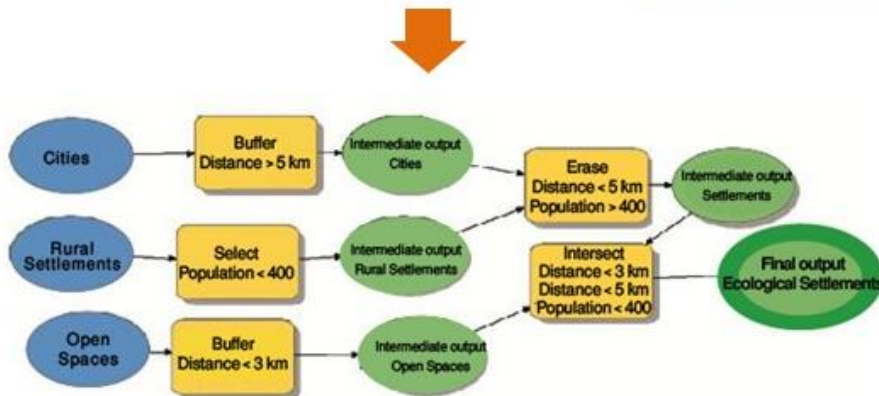 Cities
Buffer
Distance > 5 km
Intermediate output
Cities
Erase
Distance < 5 km
Population > 400
Intermediate output
Settlements
Rural
Settlements
Select
Population < 400
Intermediate output
Rural Settlements
Intersect
Distance < 3 km
Distance < 5 km
Population < 400
Final output
Ecological Settlements
Open
Spaces
Buffer
Distance < 3 km
Intermediate output
Open Spaces